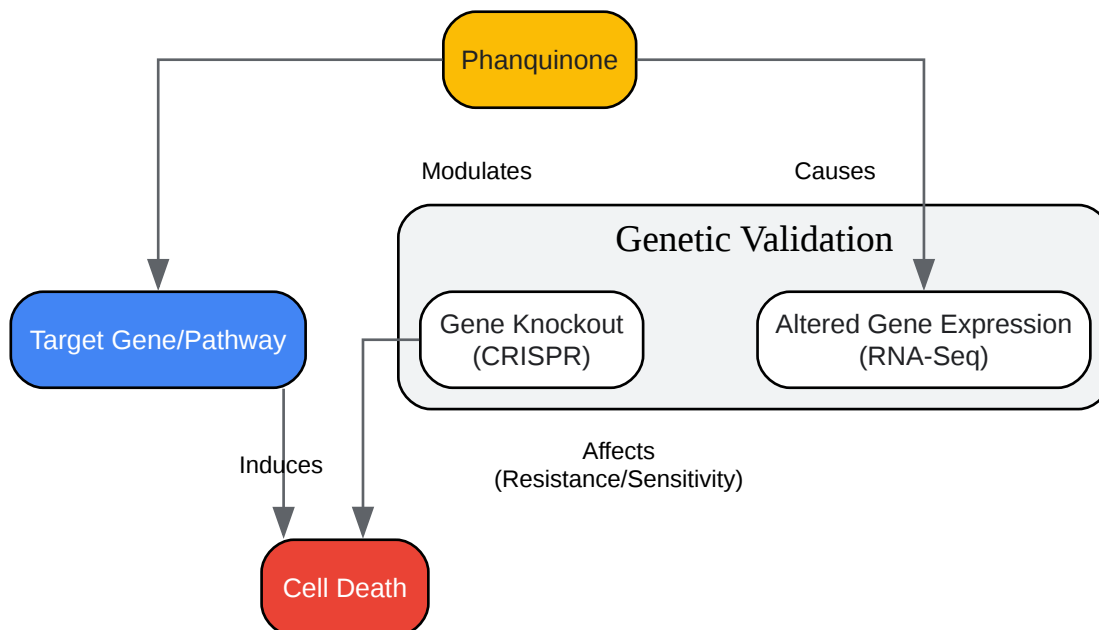 Phanquinone
Modulates
Causes
Genetic Validation
Target Gene/Pathway
Gene Knockout
(CRISPR)
Altered Gene Expression
(RNA-Seq)
Induces
Affects
(Resistance/Sensitivity)
Cell Death